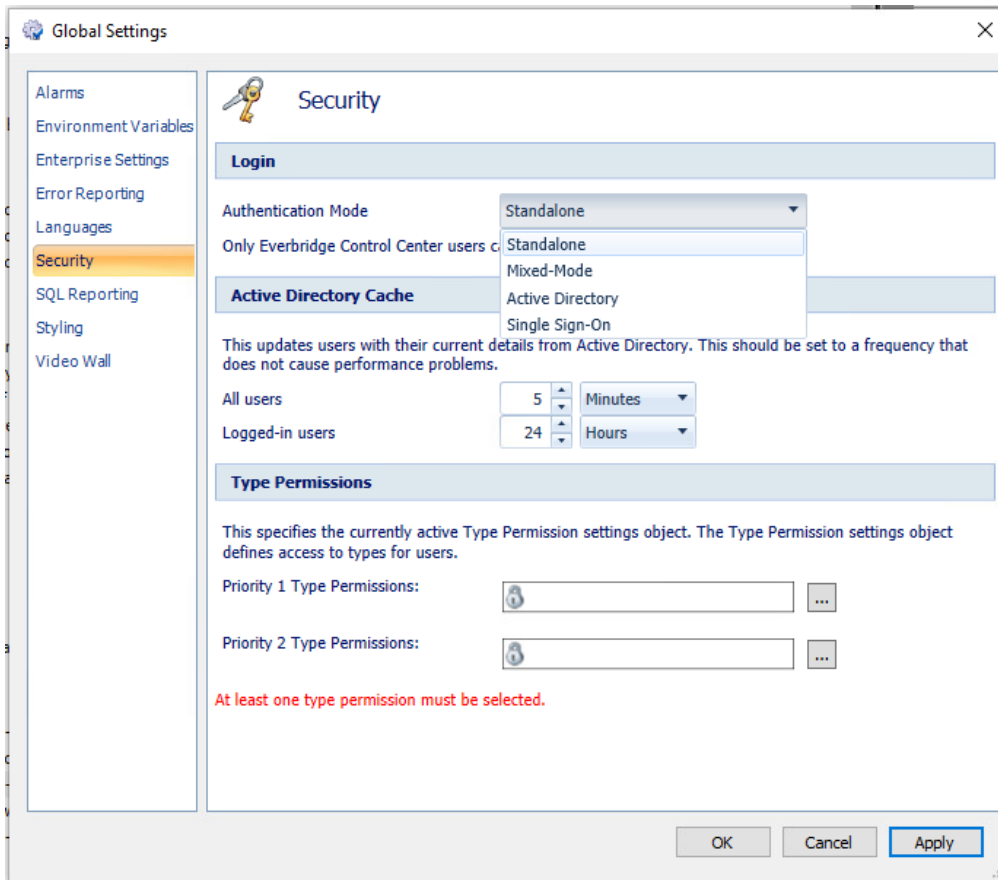 Global Settings
Alarms
Environment Variables
Enterprise Settings
Error Reporting
Languages
Security
SQL Reporting
Styling
Video Wall
Security
Login
Authentication Mode
Standalone
Only Everbridge Control Center users
Standalone
Mixed-Mode
Active Directory
Single Sign-On
Active Directory Cache
This updates users with their current details from Active Directory. This should be set to a frequency that
does not cause performance problems.
All users 5 Minutes
Logged-in users 24 Hours
Type Permissions
This specifies the currently active Type Permission settings object. The Type Permission settings object
defines access to types for users.
Priority 1 Type Permissions: ...
Priority 2 Type Permissions: ...
At least one type permission must be selected.
OK Cancel Apply